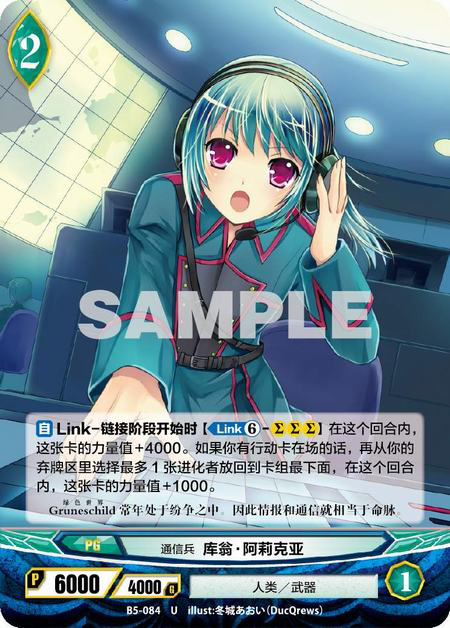 2
SAMPLE
自 Link-链接阶段开始时【Link⑥-ΣΣΣ】在这个回合内,
这张卡的力量值+4000。如果你有行动卡在场的话,再从你的
弃牌区里选择最多1张进化者放回到卡组最下面,在这个回合
内,这张卡的力量值+1000。
绿色世界
Gruneschild 常年处于纷争之中。因此情报和通信就相当于命脉。
PG
通信兵 库翁·阿莉克亚
P 6000 / 4000 G
人类/武器
1
B5-084 U illust:冬城あおい(DucQrews)